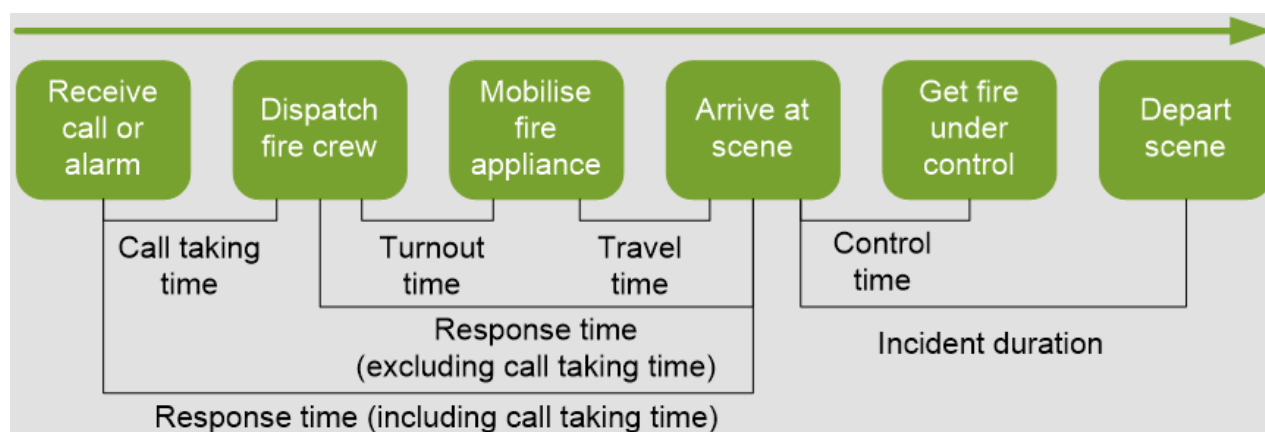 Receive
call or
alarm
Dispatch
fire crew
Mobilise
fire
appliance
Arrive at
scene
Get fire
under
control
Depart
scene
Call taking
time
Turnout
time
Travel
time
Control
time
Response time
(excluding call taking time)
Incident duration
Response time (including call taking time)